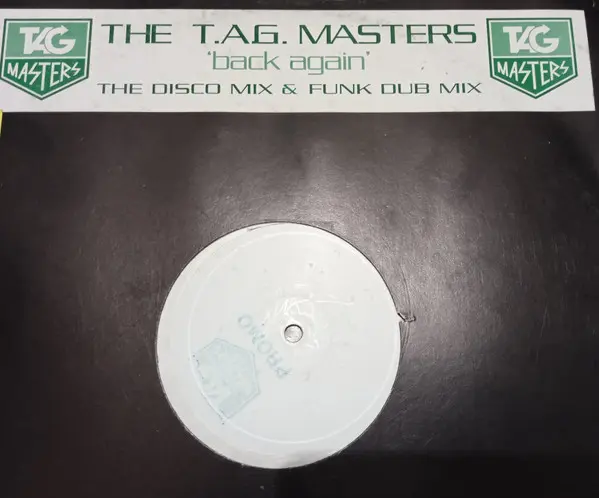 TAG
MASTERS
THE T.A.G. MASTERS
'back again'
THE DISCO MIX & FUNK DUB MIX
TAG
MASTERS
PROMO